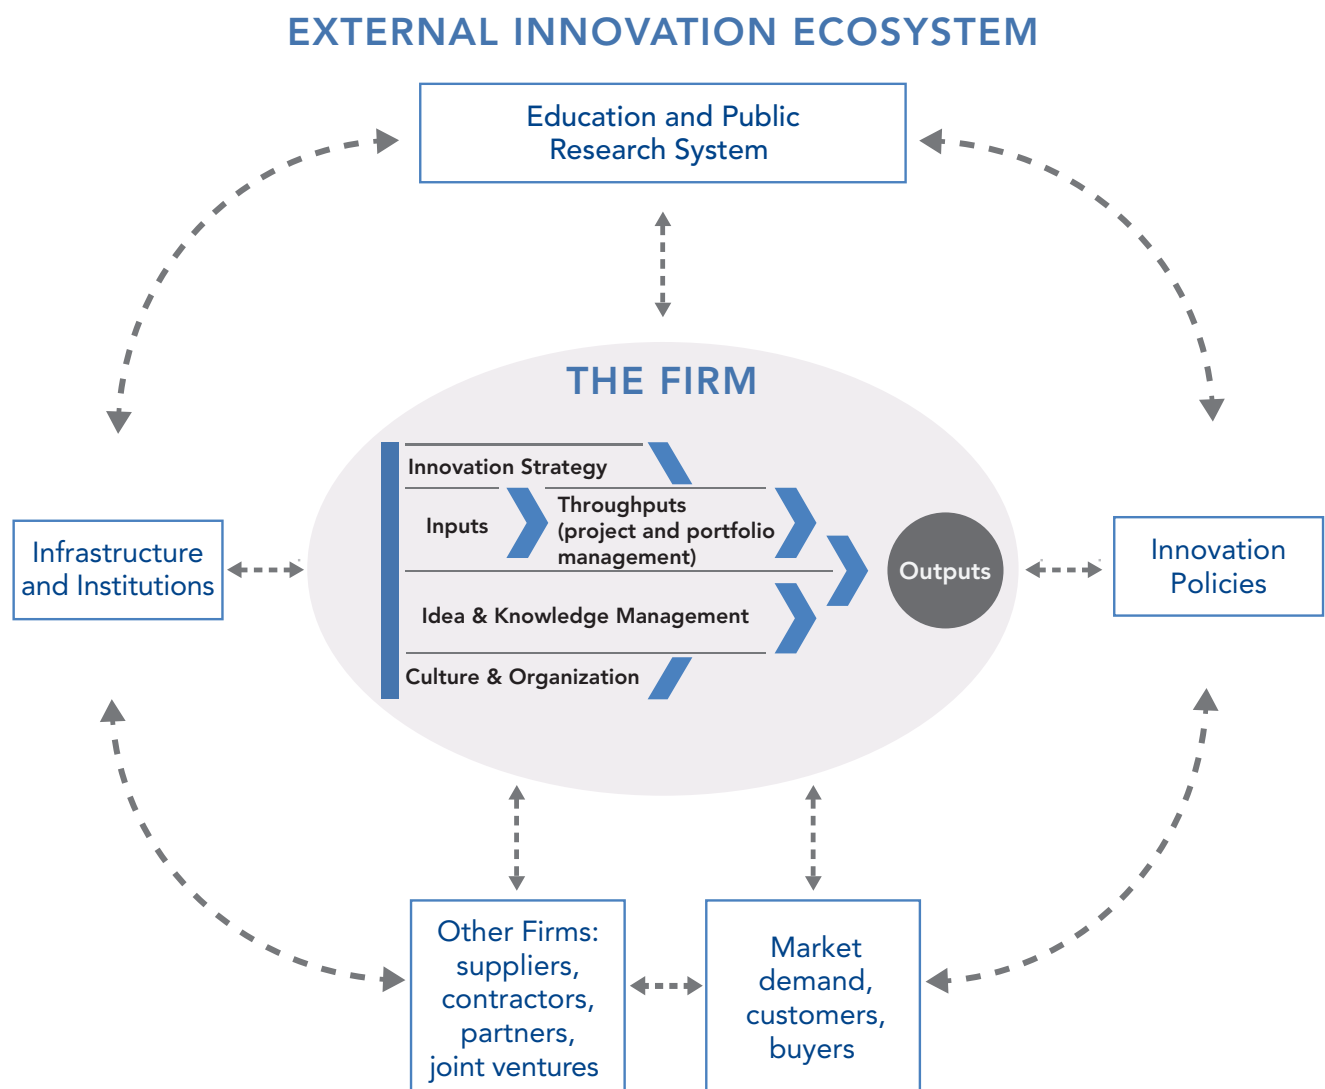 EXTERNAL INNOVATION ECOSYSTEM
Education and Public
Research System
THE FIRM
Innovation Strategy
Inputs
Throughputs
(project and portfolio
management)
Idea & Knowledge Management
Culture & Organization
Outputs
Infrastructure
and Institutions
Innovation
Policies
Other Firms:
suppliers,
contractors,
partners,
joint ventures
Market
demand,
customers,
buyers